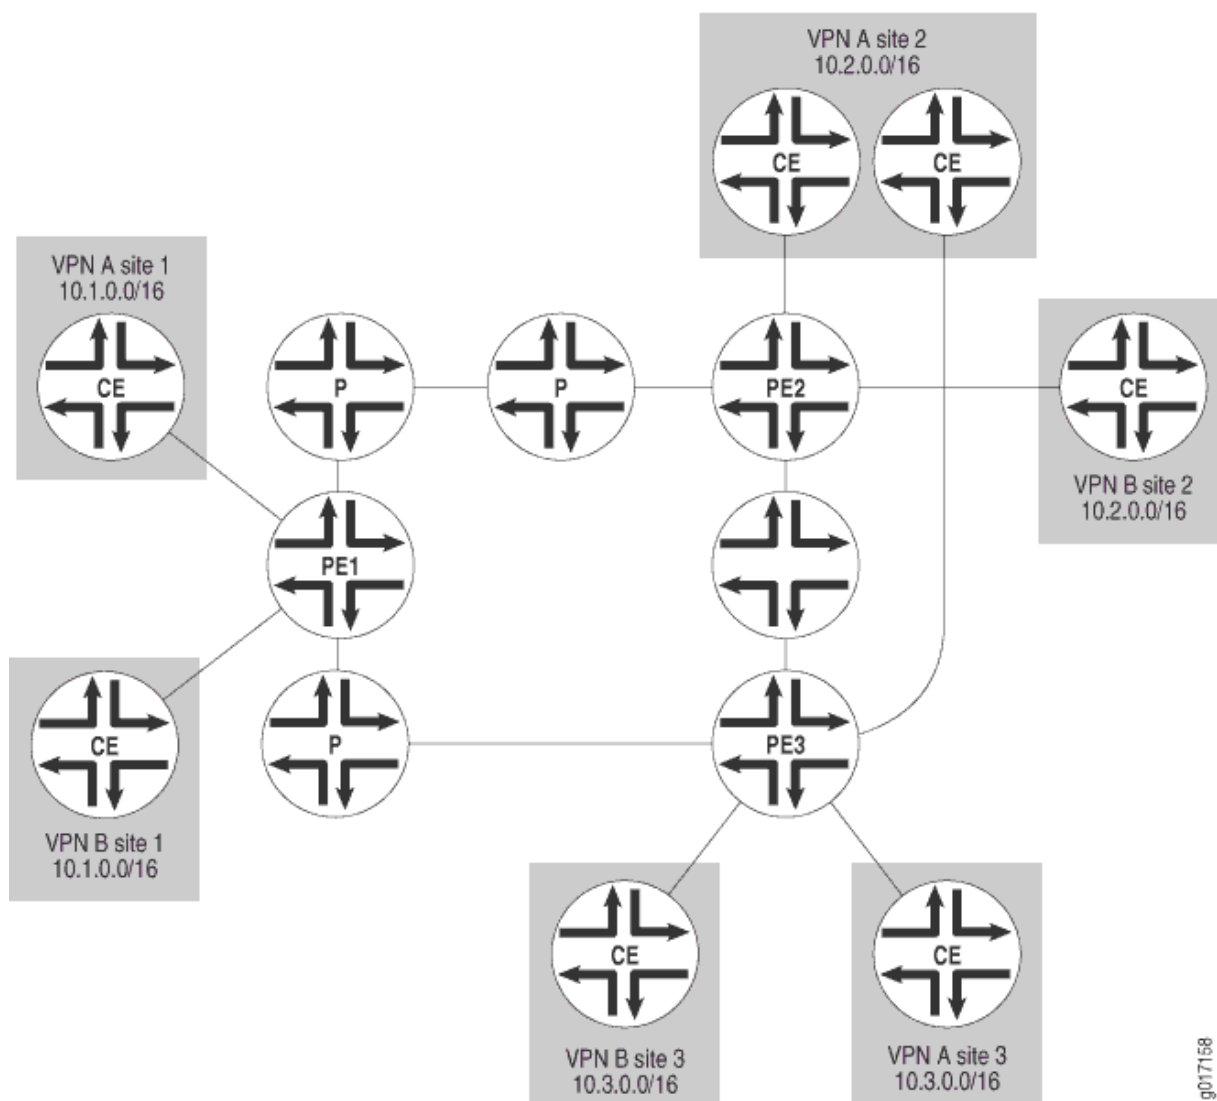 VPN A site 2
10.2.0.0/16
CE
CE
VPN A site 1
10.1.0.0/16
CE
P
P
PE2
CE
VPN B site 2
10.2.0.0/16
PE1
CE
P
PE3
VPN B site 1
10.1.0.0/16
CE
CE
VPN B site 3
10.3.0.0/16
VPN A site 3
10.3.0.0/16
g017158